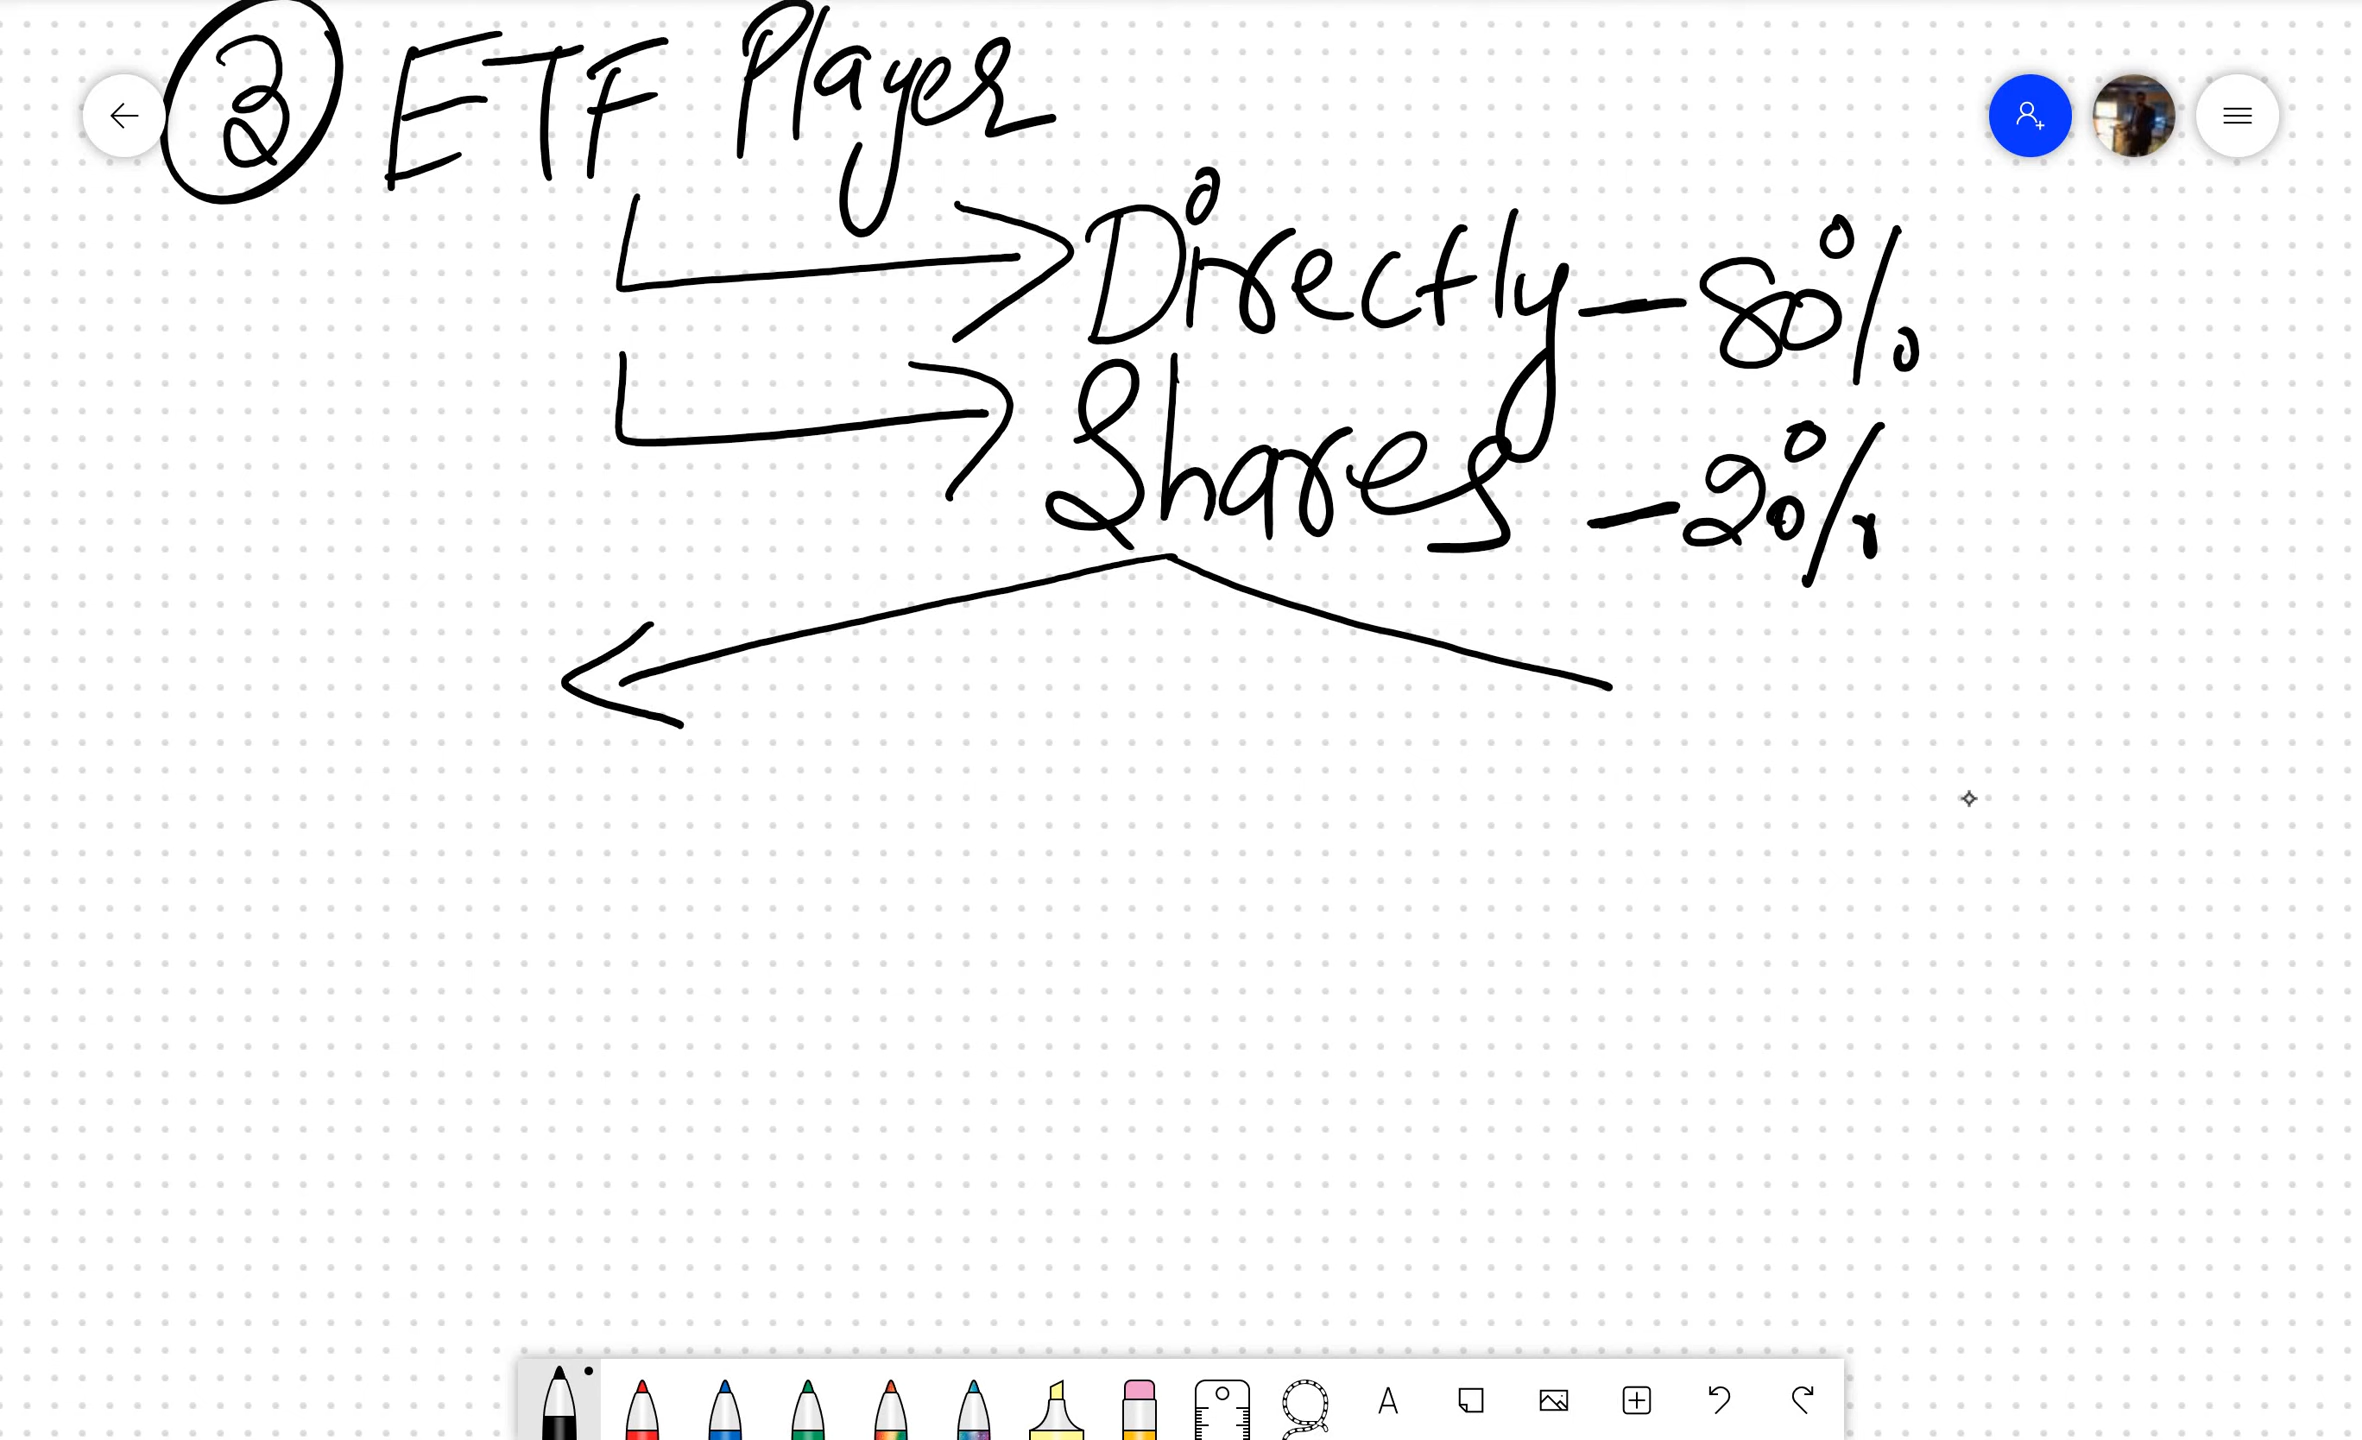 2 ETF Player
Directly - 80%
Shares - 20%
A